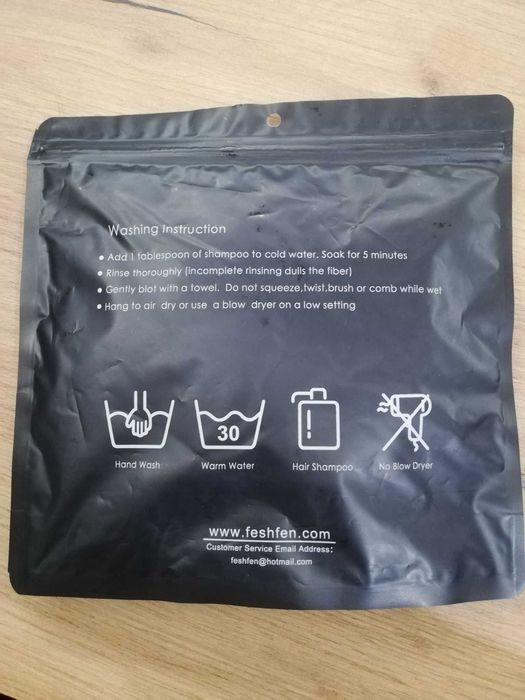 Washing Instruction
• Add 1 tablespoon of shampoo to cold water. Soak for 5 minutes
• Rinse thoroughly (incomplete rinsinng dulls the fiber)
• Gently blot with a towel. Do not squeeze,twist,brush or comb while wet
• Hang to air dry or use a blow dryer on a low setting
30
Hand Wash Warm Water Hair Shampoo No Blow Dryer
www.feshfen.com
Customer Service Email Address:
feshfen@hotmail.com